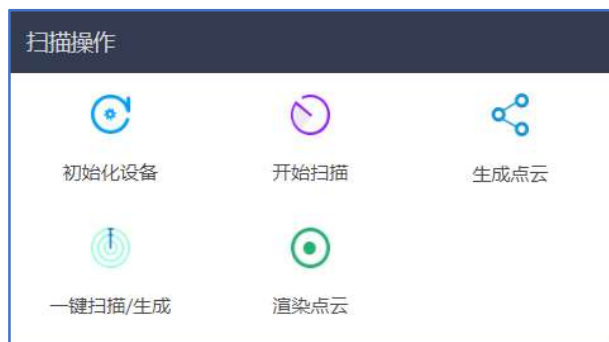 扫描操作
初始化设备
开始扫描
生成点云
一键扫描/生成
渲染点云